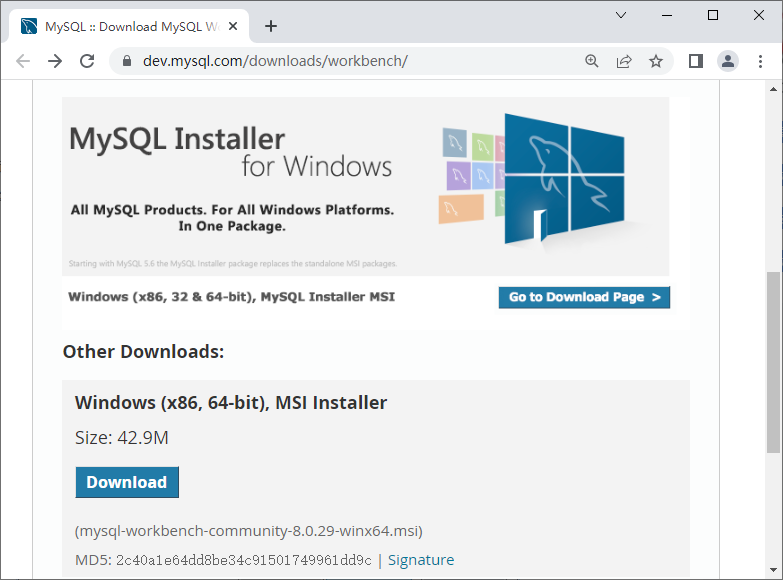 MySQL :: Download MySQL W
dev.mysql.com/downloads/workbench/
MySQL Installer
for Windows
All MySQL Products. For All Windows Platforms.
In One Package.
Starting with MySQL 5.6 the MySQL Installer package replaces the standalone MSI packages.
Windows (x86, 32 & 64-bit), MySQL Installer MSI
Go to Download Page >
Other Downloads:
Windows (x86, 64-bit), MSI Installer
Size: 42.9M
Download
(mysql-workbench-community-8.0.29-winx64.msi)
MD5: 2c40a1e64dd8be34c91501749961dd9c | Signature